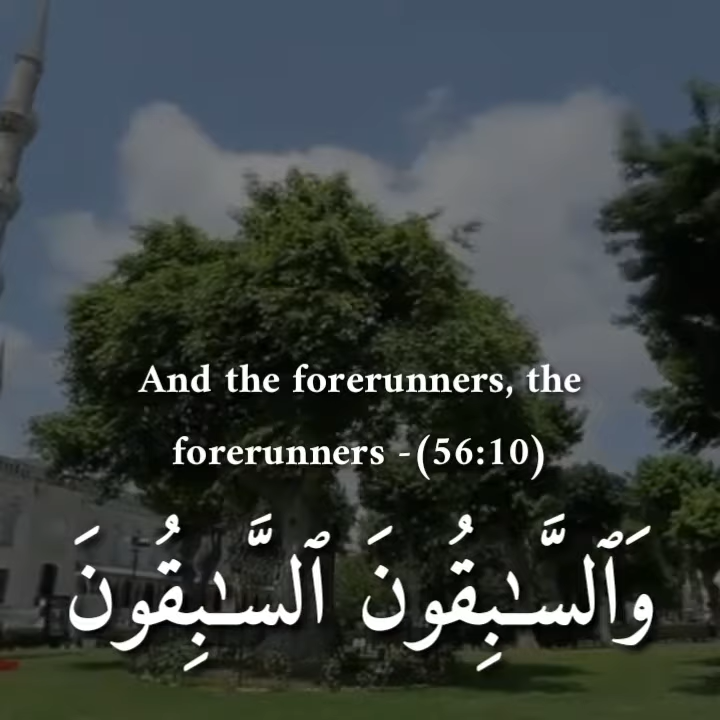 And the forerunners, the
forerunners -(56:10)
وَٱلسَّـٰبِقُونَ ٱلسَّـٰبِقُونَ